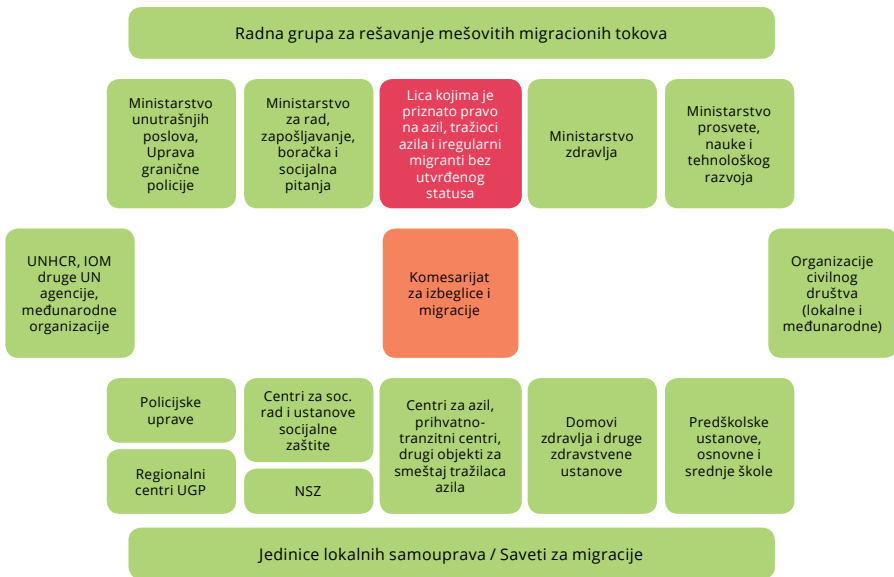 Radna grupa za rešavanje mešovitih migracionih tokova
Ministarstvo
unutrašnjih
poslova,
Uprava
granične
policije
Ministarstvo
za rad,
zapošljavanje,
boračka i
socijalna
pitanja
Lica kojima je
priznato pravo
na azil, tražioci
azila i iregularni
migranti bez
utvrđenog
statusa
Ministarstvo
zdravlja
Ministarstvo
prosvete,
nauke i
tehnološkog
razvoja
UNHCR, IOM
druge UN
agencije,
međunarodne
organizacije
Komesarijat
za izbeglice i
migracije
Organizacije
civilnog
društva
(lokalne i
međunarodne)
Policijske
uprave
Regionalni
centri UGP
Centri za soc.
rad i ustanove
socijalne
zaštite
NSZ
Centri za azil,
prihvatno-
tranzitni centri,
drugi objekti za
smeštaj tražilaca
azila
Domovi
zdravlja i druge
zdravstvene
ustanove
Predškolske
ustanove,
osnovne i
srednje škole
Jedinice lokalnih samouprava / Saveti za migracije